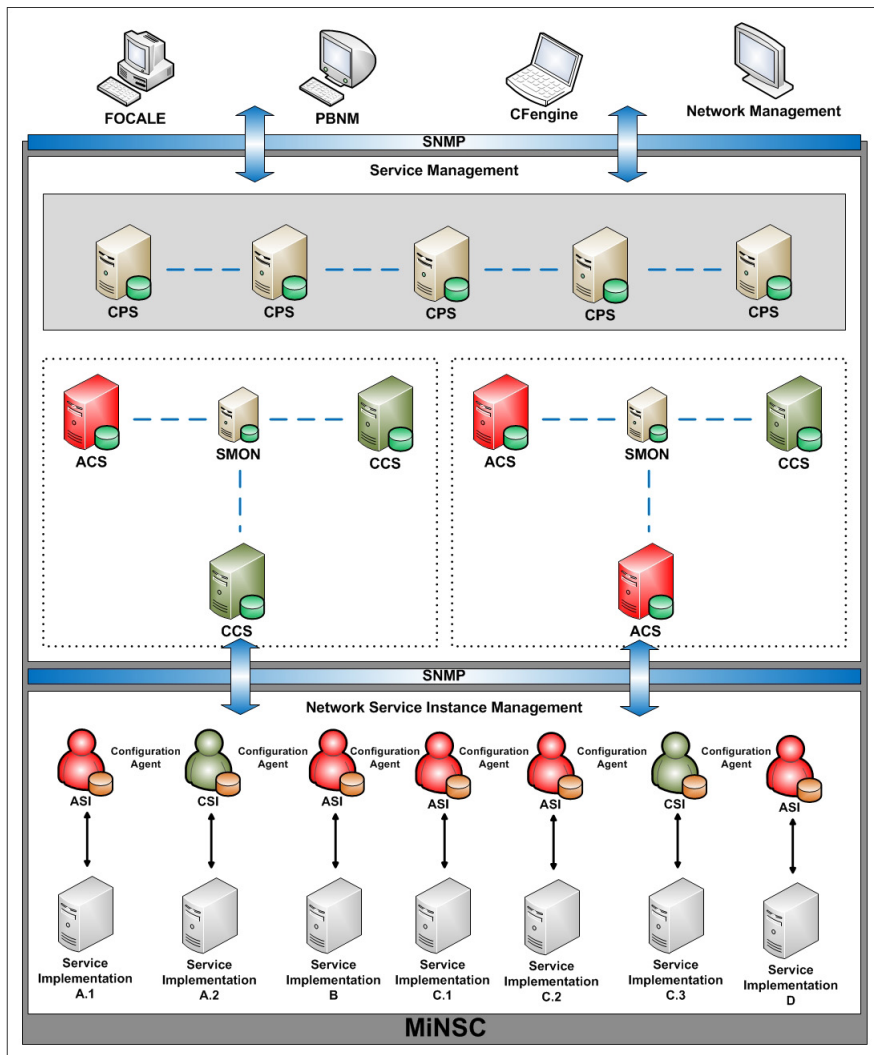 FOCALE
PBNM
CFengine
Network Management
SNMP
Service Management
CPS
CPS
CPS
CPS
CPS
ACS
SMON
CCS
ACS
SMON
CCS
CCS
ACS
SNMP
Network Service Instance Management
Configuration
Agent
Configuration
Agent
Configuration
Agent
Configuration
Agent
Configuration
Agent
Configuration
Agent
ASI
CSI
ASI
ASI
ASI
CSI
ASI
Service
Implementation
A.1
Service
Implementation
A.2
Service
Implementation
B
Service
Implementation
C.1
Service
Implementation
C.2
Service
Implementation
C.3
Service
Implementation
D
MiNSC